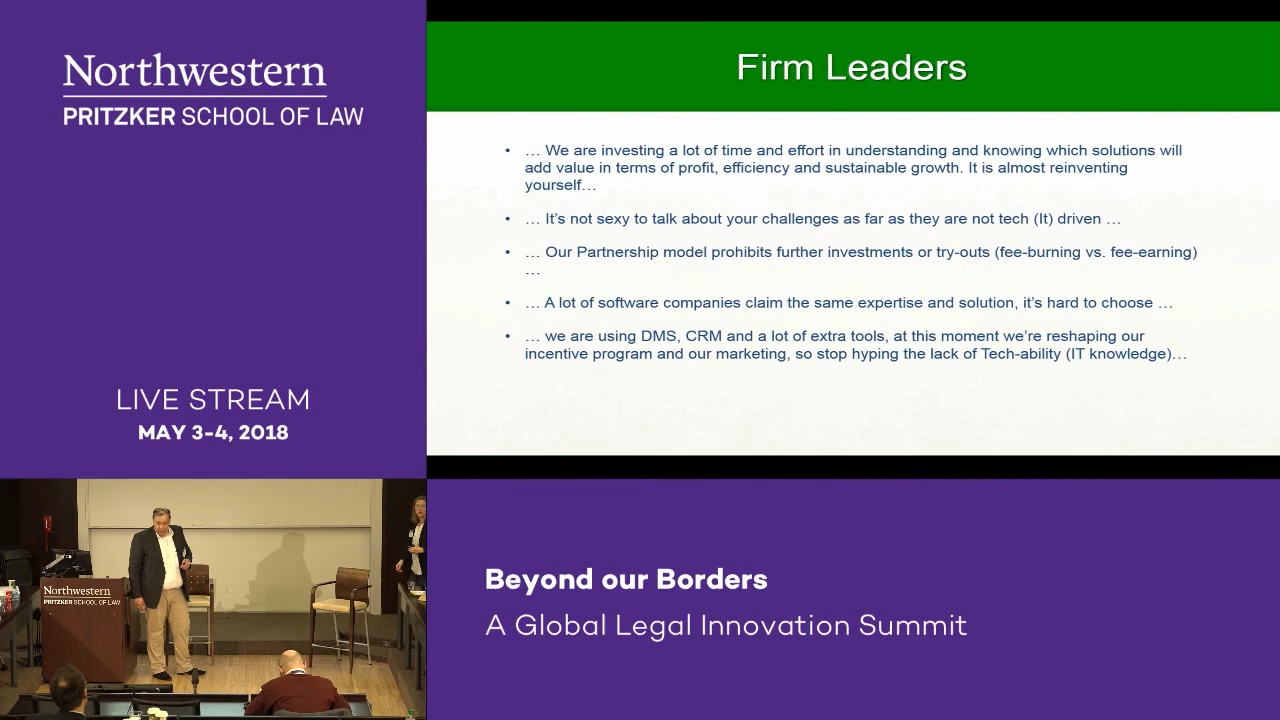 Northwestern
PRITZKER SCHOOL OF LAW
LIVE STREAM
MAY 3-4, 2018
Firm Leaders
• … We are investing a lot of time and effort in understanding and knowing which solutions will
add value in terms of profit, efficiency and sustainable growth. It is almost reinventing
yourself…
• … It’s not sexy to talk about your challenges as far as they are not tech (It) driven …
• … Our Partnership model prohibits further investments or try-outs (fee-burning vs. fee-earning)
…
• … A lot of software companies claim the same expertise and solution, it’s hard to choose …
• … we are using DMS, CRM and a lot of extra tools, at this moment we’re reshaping our
incentive program and our marketing, so stop hyping the lack of Tech-ability (IT knowledge)…
Northwestern
PRITZKER SCHOOL OF LAW
Beyond our Borders
A Global Legal Innovation Summit